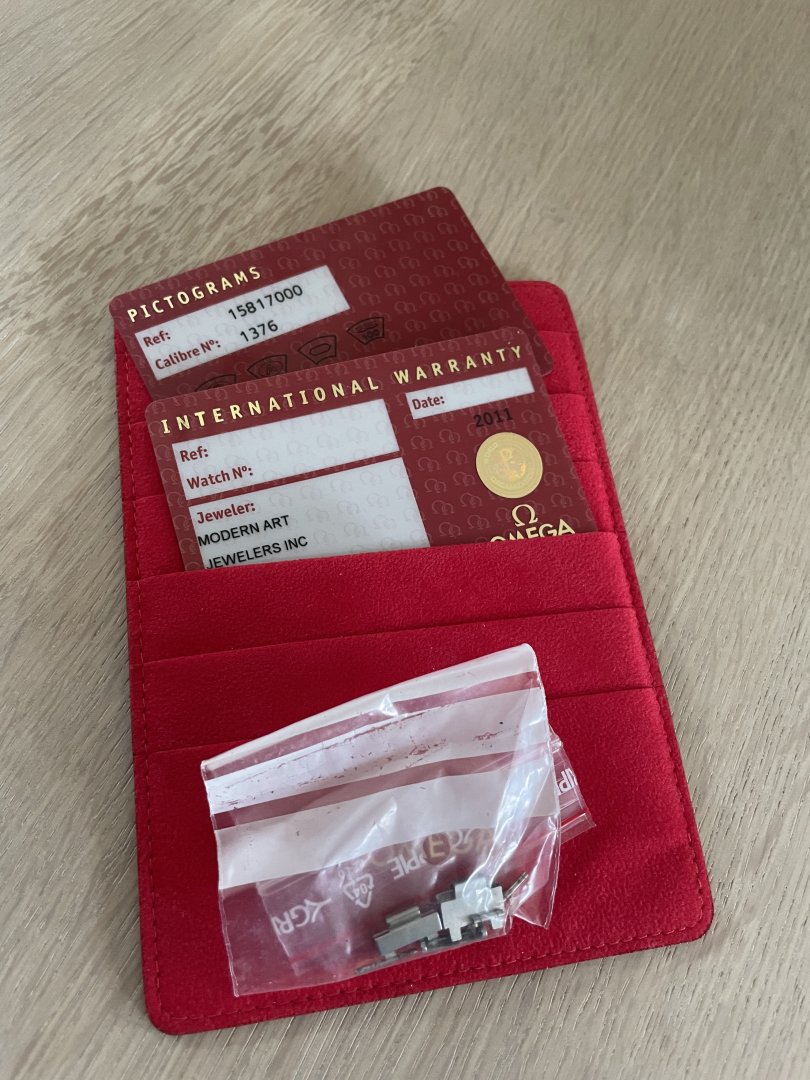 PICTOGRAMS
Ref: 15817000
Calibre Nº: 1376
100
INTERNATIONAL WARRANTY
Ref:
Watch Nº:
Date:
2011
Jeweler:
MODERN ART
JEWELERS INC
Ω
OMEGA